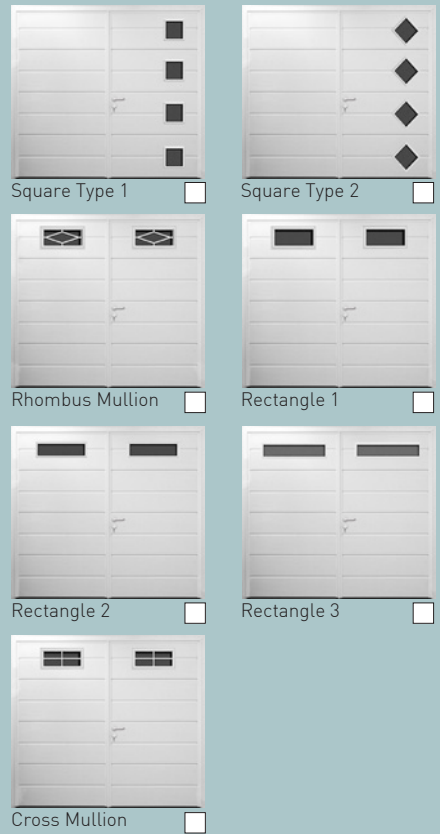 Square Type 1
Square Type 2
Rhombus Mullion
Rectangle 1
Rectangle 2
Rectangle 3
Cross Mullion